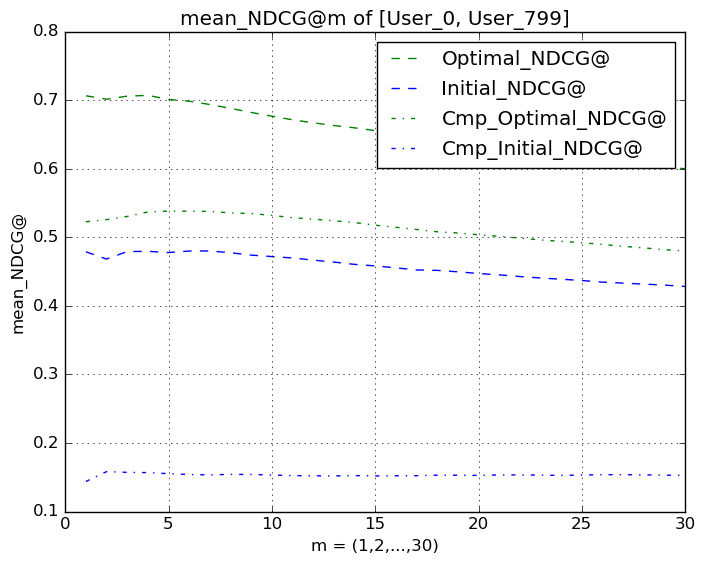 mean_NDCG@m of [User_0, User_799]
0.8
0.7
0.6
0.5
0.4
0.3
0.2
0.1
mean_NDCG@
Optimal_NDCG@
Initial_NDCG@
Cmp_Optimal_NDCG@
Cmp_Initial_NDCG@
0 5 10 15 20 25 30
m = (1,2,...,30)